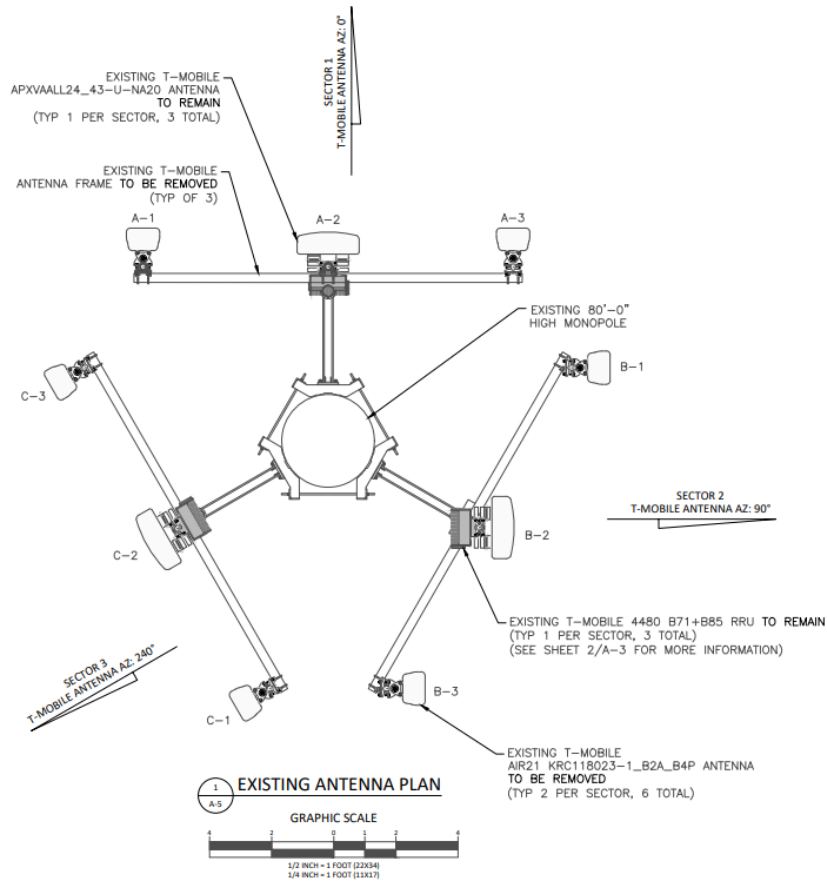 EXISTING T-MOBILE
APXVAALL24_43-U-NA20 ANTENNA
TO REMAIN
(TYP 1 PER SECTOR, 3 TOTAL)
SECTOR 1
T-MOBILE ANTENNA AZ: 0°
EXISTING T-MOBILE
ANTENNA FRAME TO BE REMOVED
(TYP OF 3)
A-1
A-2
A-3
EXISTING 80'-0"
HIGH MONOPOLE
C-3
B-1
SECTOR 2
T-MOBILE ANTENNA AZ: 90°
C-2
B-2
EXISTING T-MOBILE 4480 B71+B85 RRU TO REMAIN
(TYP 1 PER SECTOR, 3 TOTAL)
(SEE SHEET 2/A-3 FOR MORE INFORMATION)
SECTOR 3
T-MOBILE ANTENNA AZ: 240°
C-1
B-3
EXISTING T-MOBILE
AIR21 KRC118023-1_B2A_B4P ANTENNA
TO BE REMOVED
(TYP 2 PER SECTOR, 6 TOTAL)
1
A-5
EXISTING ANTENNA PLAN
GRAPHIC SCALE
4 2 0 1 2 4
1/2 INCH = 1 FOOT (22X34)
1/4 INCH = 1 FOOT (11X17)